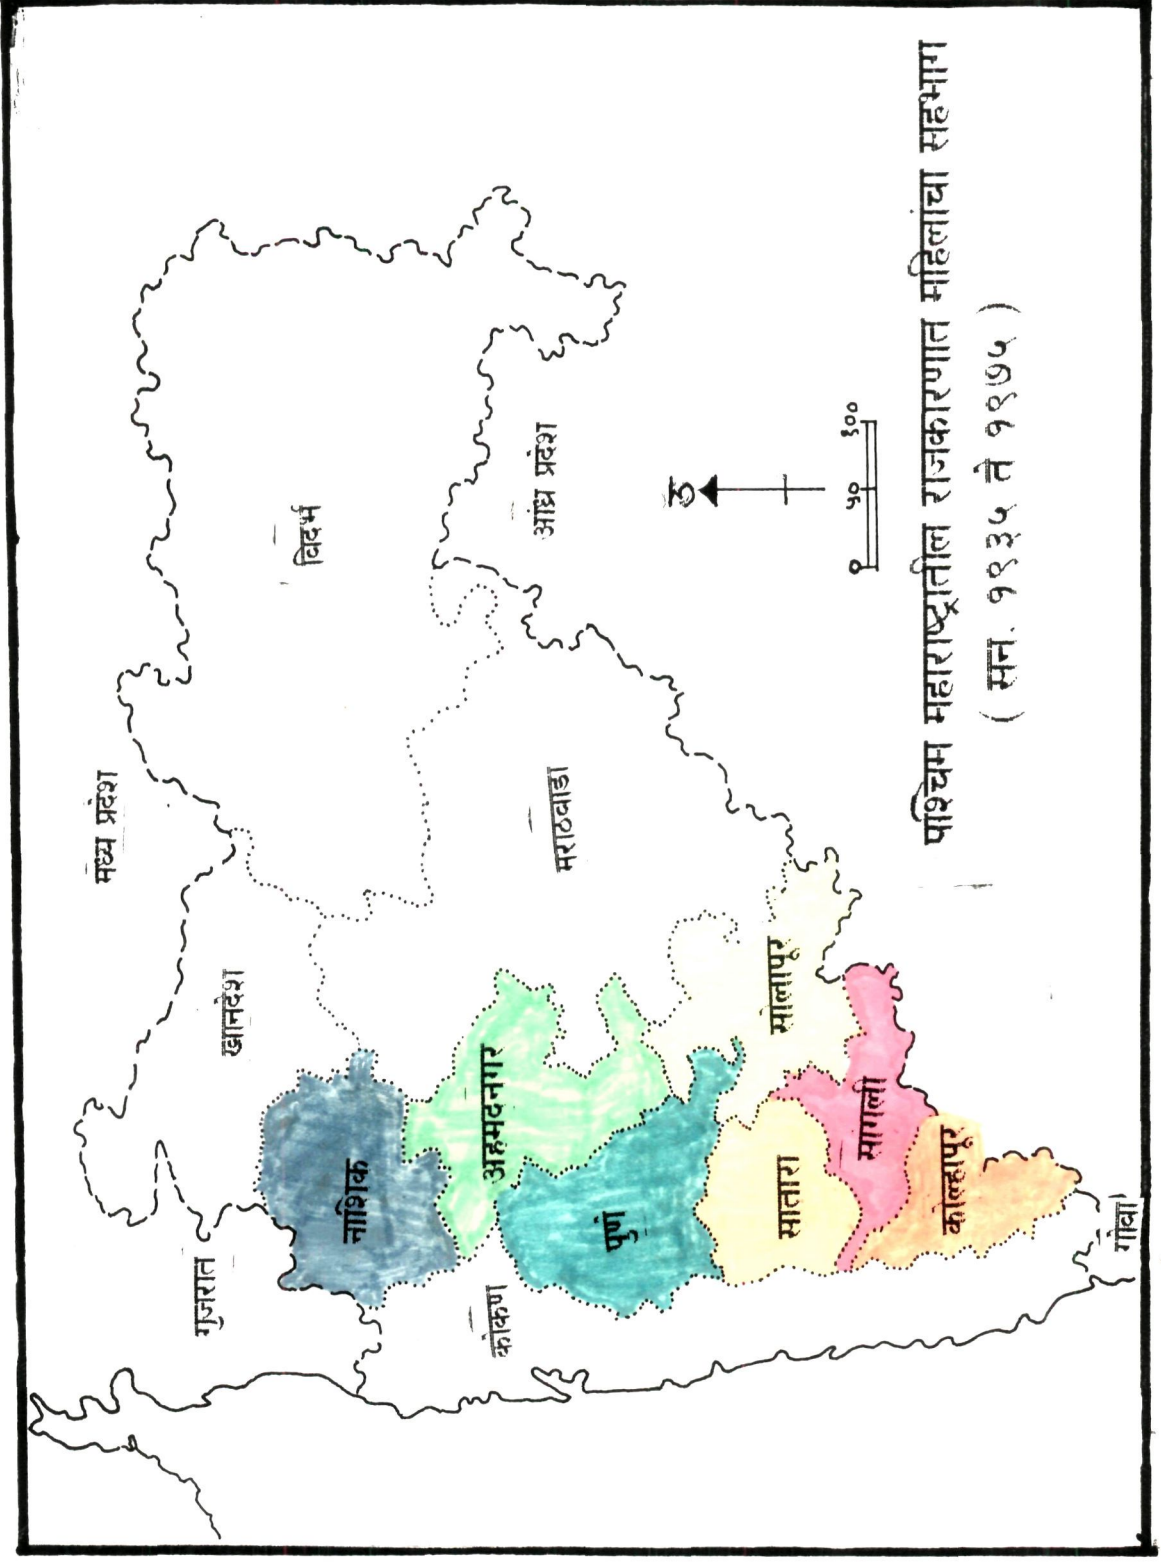 मध्य प्रदेश
गुजरात
खानदेश
विदर्भ
नाशिक
अहमदनगर
मराठवाडा
आंध्र प्रदेश
कोकण
पुणे
सोलापूर
सातारा
सांगली
कोल्हापूर
गोवा
उ
० ५० १००
पश्चिम महाराष्ट्रातील राजकारणात महिलांचा सहभाग
( सन. १९३५ ते १९७५ )